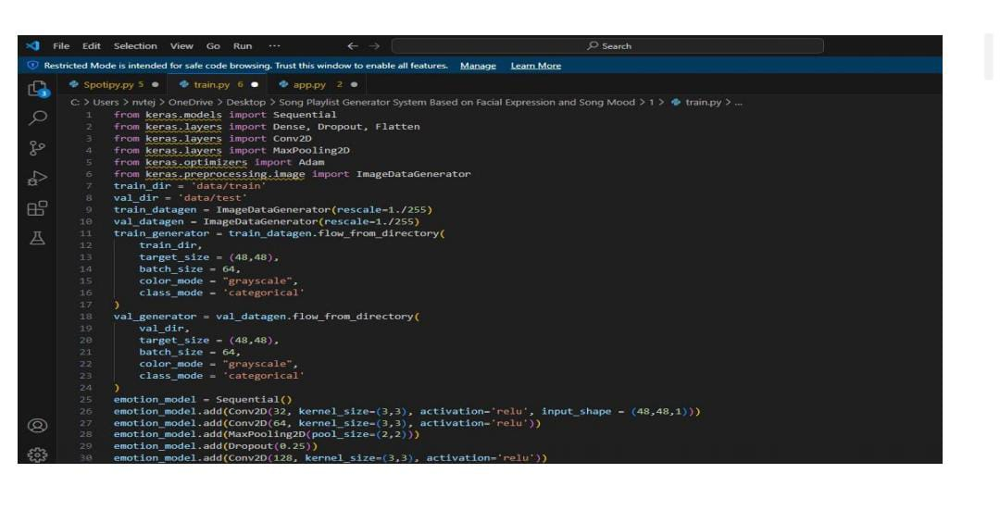 File Edit Selection View Go Run ··· ← → Search
Restricted Mode is intended for safe code browsing. Trust this window to enable all features. Manage Learn More
Spotipy.py 5 ● train.py 6 ● app.py 2 ●
C: > Users > nvtej > OneDrive > Desktop > Song Playlist Generator System Based on Facial Expression and Song Mood > 1 > train.py > ...
3
1 from keras.models import Sequential
2 from keras.layers import Dense, Dropout, Flatten
3 from keras.layers import Conv2D
4 from keras.layers import MaxPooling2D
5 from keras.optimizers import Adam
6 from keras.preprocessing.image import ImageDataGenerator
7 train_dir = 'data/train'
8 val_dir = 'data/test'
9 train_datagen = ImageDataGenerator(rescale=1./255)
10 val_datagen = ImageDataGenerator(rescale=1./255)
11 train_generator = train_datagen.flow_from_directory(
12 train_dir,
13 target_size = (48,48),
14 batch_size = 64,
15 color_mode = "grayscale",
16 class_mode = 'categorical'
17 )
18 val_generator = val_datagen.flow_from_directory(
19 val_dir,
20 target_size = (48,48),
21 batch_size = 64,
22 color_mode = "grayscale",
23 class_mode = 'categorical'
24 )
25 emotion_model = Sequential()
26 emotion_model.add(Conv2D(32, kernel_size=(3,3), activation='relu', input_shape = (48,48,1)))
27 emotion_model.add(Conv2D(64, kernel_size=(3,3), activation='relu'))
28 emotion_model.add(MaxPooling2D(pool_size=(2,2)))
29 emotion_model.add(Dropout(0.25))
30 emotion_model.add(Conv2D(128, kernel_size=(3,3), activation='relu'))